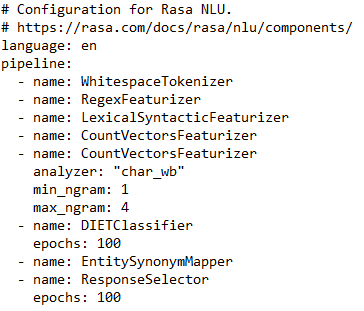 # Configuration for Rasa NLU.
# https://rasa.com/docs/rasa/nlu/components/
language: en
pipeline:
  - name: WhitespaceTokenizer
  - name: RegexFeaturizer
  - name: LexicalSyntacticFeaturizer
  - name: CountVectorsFeaturizer
  - name: CountVectorsFeaturizer
    analyzer: "char_wb"
    min_ngram: 1
    max_ngram: 4
  - name: DIETClassifier
    epochs: 100
  - name: EntitySynonymMapper
  - name: ResponseSelector
    epochs: 100